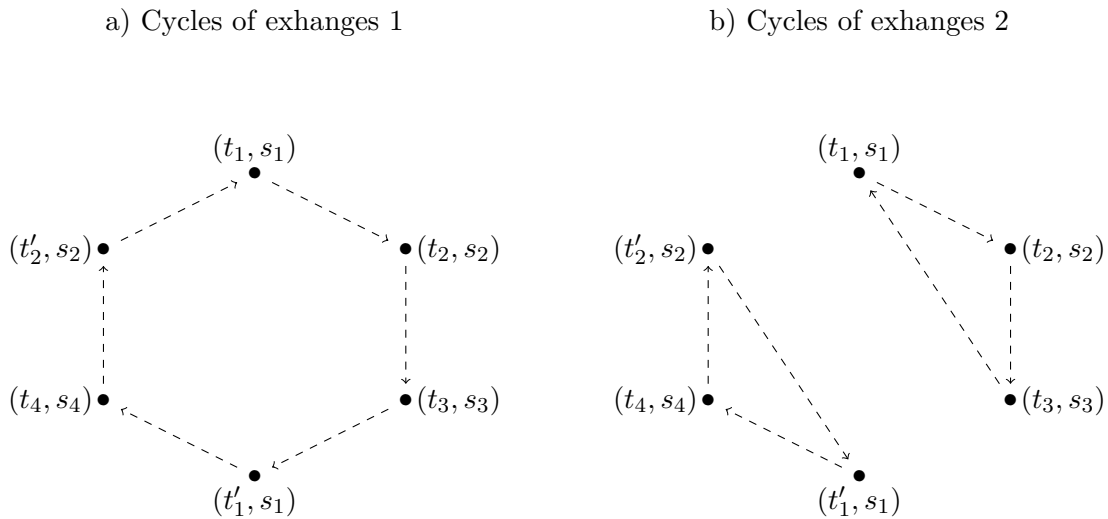 a) Cycles of exhanges 1
(t₁, s₁)
(t′₂, s₂)
(t₂, s₂)
(t₄, s₄)
(t₃, s₃)
(t′₁, s₁)
b) Cycles of exhanges 2
(t₁, s₁)
(t′₂, s₂)
(t₂, s₂)
(t₄, s₄)
(t₃, s₃)
(t′₁, s₁)